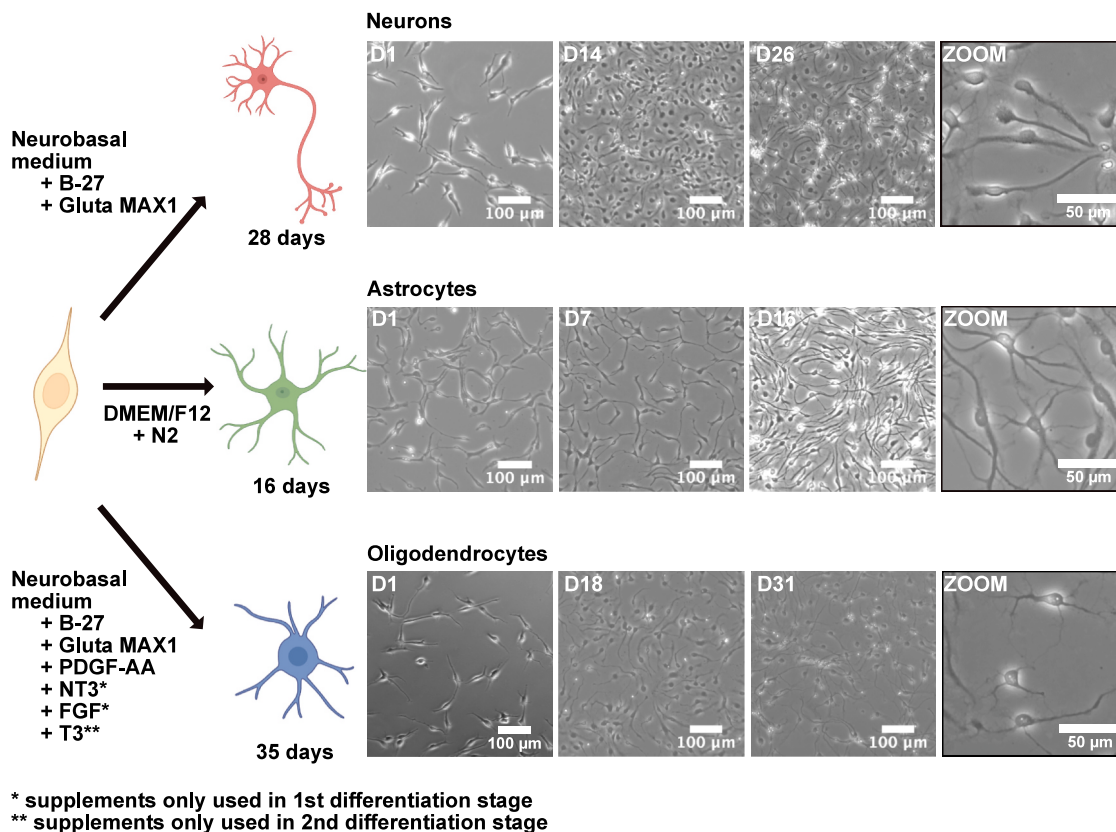 Neurons
D1
D14
D26
ZOOM
Neurobasal
medium
+ B-27
+ Gluta MAX1
28 days
100 µm
100 µm
100 µm
50 µm
Astrocytes
D1
D7
D16
ZOOM
DMEM/F12
+ N2
16 days
100 µm
100 µm
100 µm
50 µm
Oligodendrocytes
D1
D18
D31
ZOOM
Neurobasal
medium
+ B-27
+ Gluta MAX1
+ PDGF-AA
+ NT3*
+ FGF*
+ T3**
35 days
100 µm
100 µm
100 µm
50 µm
* supplements only used in 1st differentiation stage
** supplements only used in 2nd differentiation stage